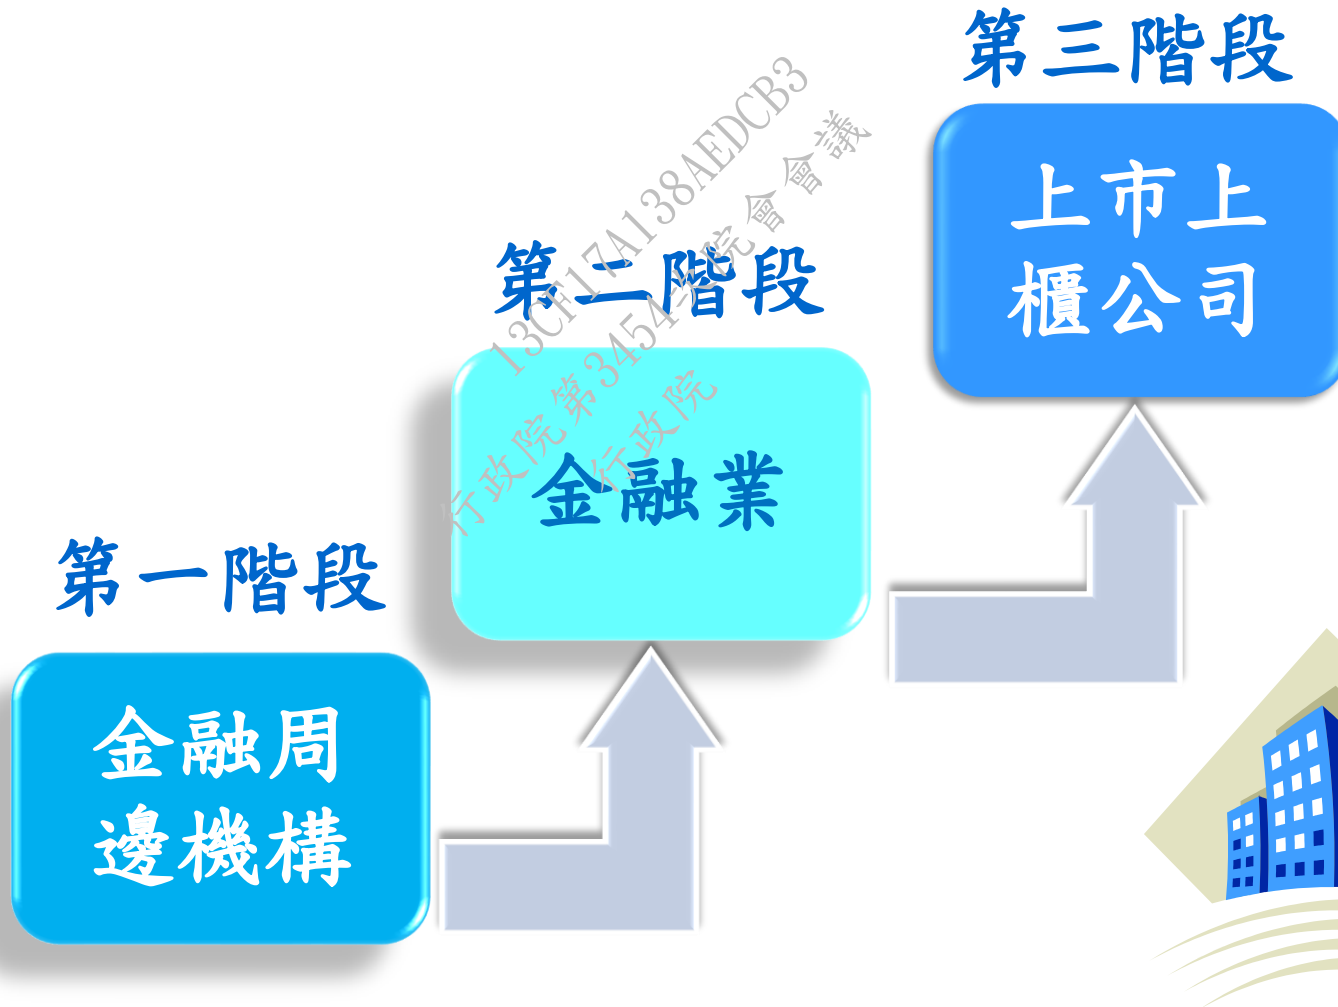 第三階段
上市上
櫃公司
第二階段
金融業
第一階段
金融周
邊機構
13CF17A138AEDCB3
行政院第3454次院會會議
行政院